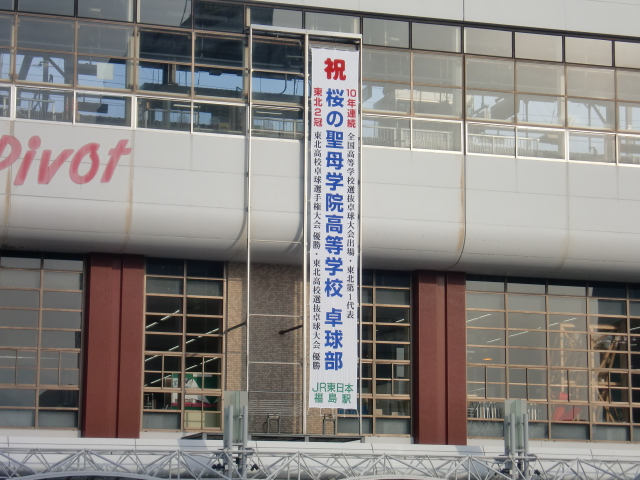 Pivot
祝
10年連続 全国高等学校選抜卓球大会出場・東北第1代表
桜の聖母学院高等学校 卓球部
東北2冠 東北高校卓球選手権大会 優勝・東北高校選抜卓球大会 優勝
JR東日本
福島駅